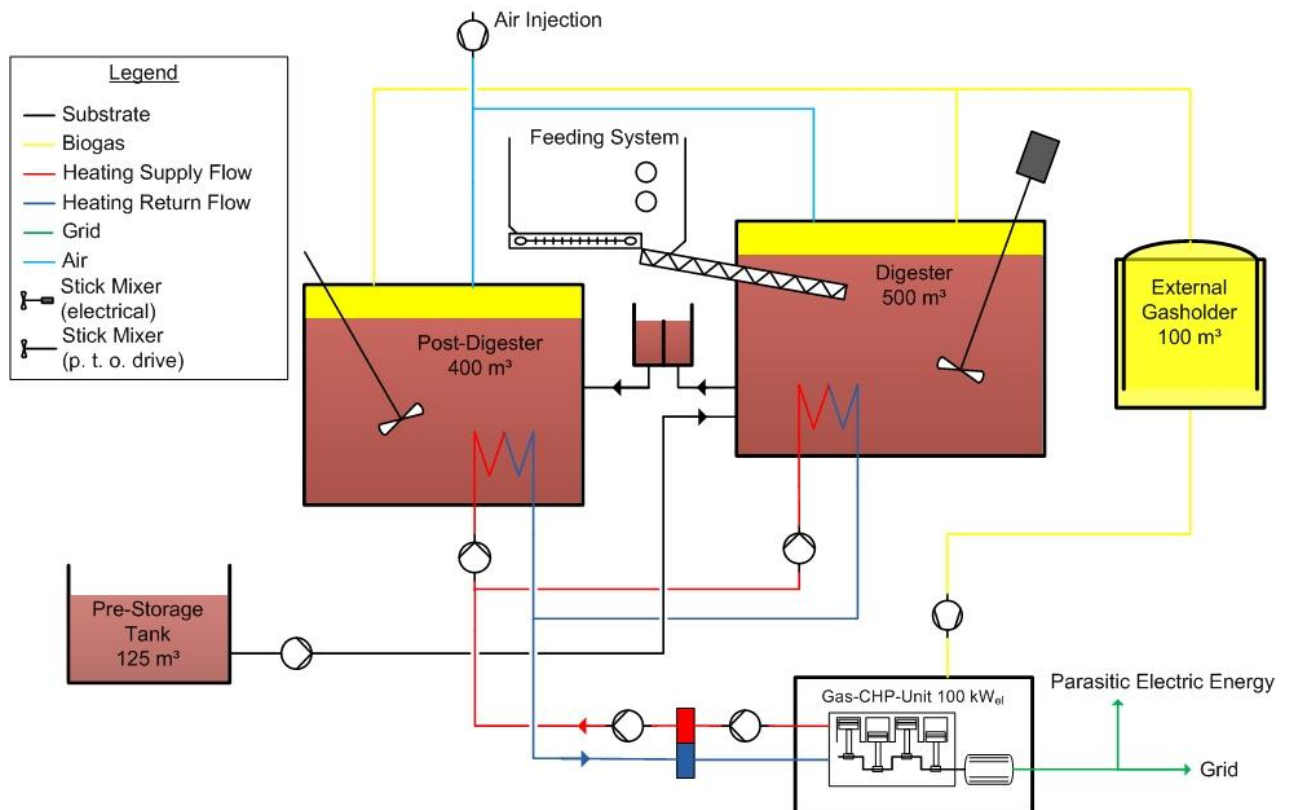 Air Injection
Legend
Substrate
Biogas
Heating Supply Flow
Heating Return Flow
Grid
Air
Stick Mixer
(electrical)
Stick Mixer
(p. t. o. drive)
Feeding System
Digester
500 m³
External
Gasholder
100 m³
Post-Digester
400 m³
Pre-Storage
Tank
125 m³
Gas-CHP-Unit 100 kWel
Parasitic Electric Energy
Grid